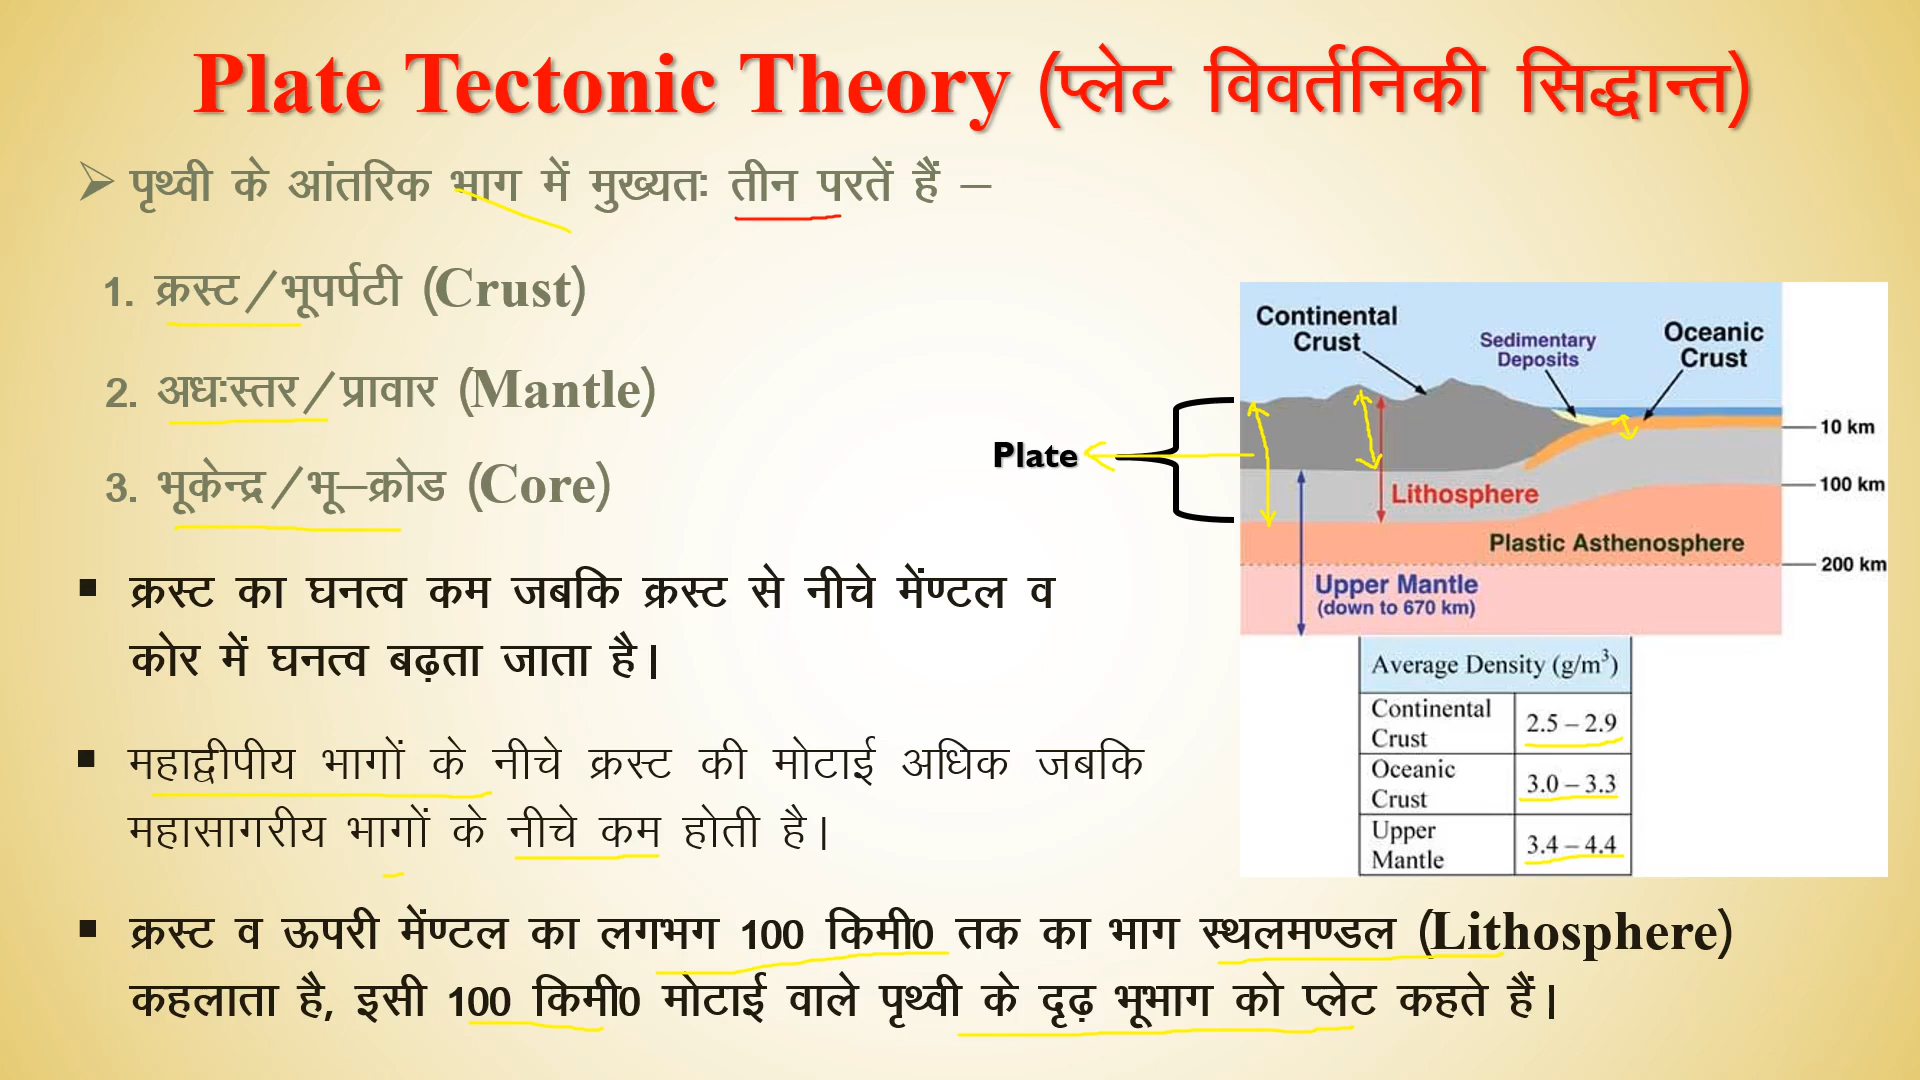 Plate Tectonic Theory (प्लेट विवर्तनिकी सिद्धान्त)
➢ पृथ्वी के आंतरिक भाग में मुख्यतः तीन परतें हैं –
1. क्रस्ट/भूपर्पटी (Crust)
2. अधःस्तर/प्रावार (Mantle)
3. भूकेन्द्र/भू–क्रोड (Core)
▪ क्रस्ट का घनत्व कम जबकि क्रस्ट से नीचे मेंण्टल व
कोर में घनत्व बढ़ता जाता है।
▪ महाद्वीपीय भागों के नीचे क्रस्ट की मोटाई अधिक जबकि
महासागरीय भागों के नीचे कम होती है।
▪ क्रस्ट व ऊपरी मेंण्टल का लगभग 100 किमी0 तक का भाग स्थलमण्डल (Lithosphere)
कहलाता है, इसी 100 किमी0 मोटाई वाले पृथ्वी के दृढ़ भूभाग को प्लेट कहते हैं।
Plate
Continental
Crust
Sedimentary
Deposits
Oceanic
Crust
10 km
100 km
200 km
Lithosphere
Plastic Asthenosphere
Upper Mantle
(down to 670 km)
Average Density (g/m³)
Continental
Crust
2.5 – 2.9
Oceanic
Crust
3.0 – 3.3
Upper
Mantle
3.4 – 4.4